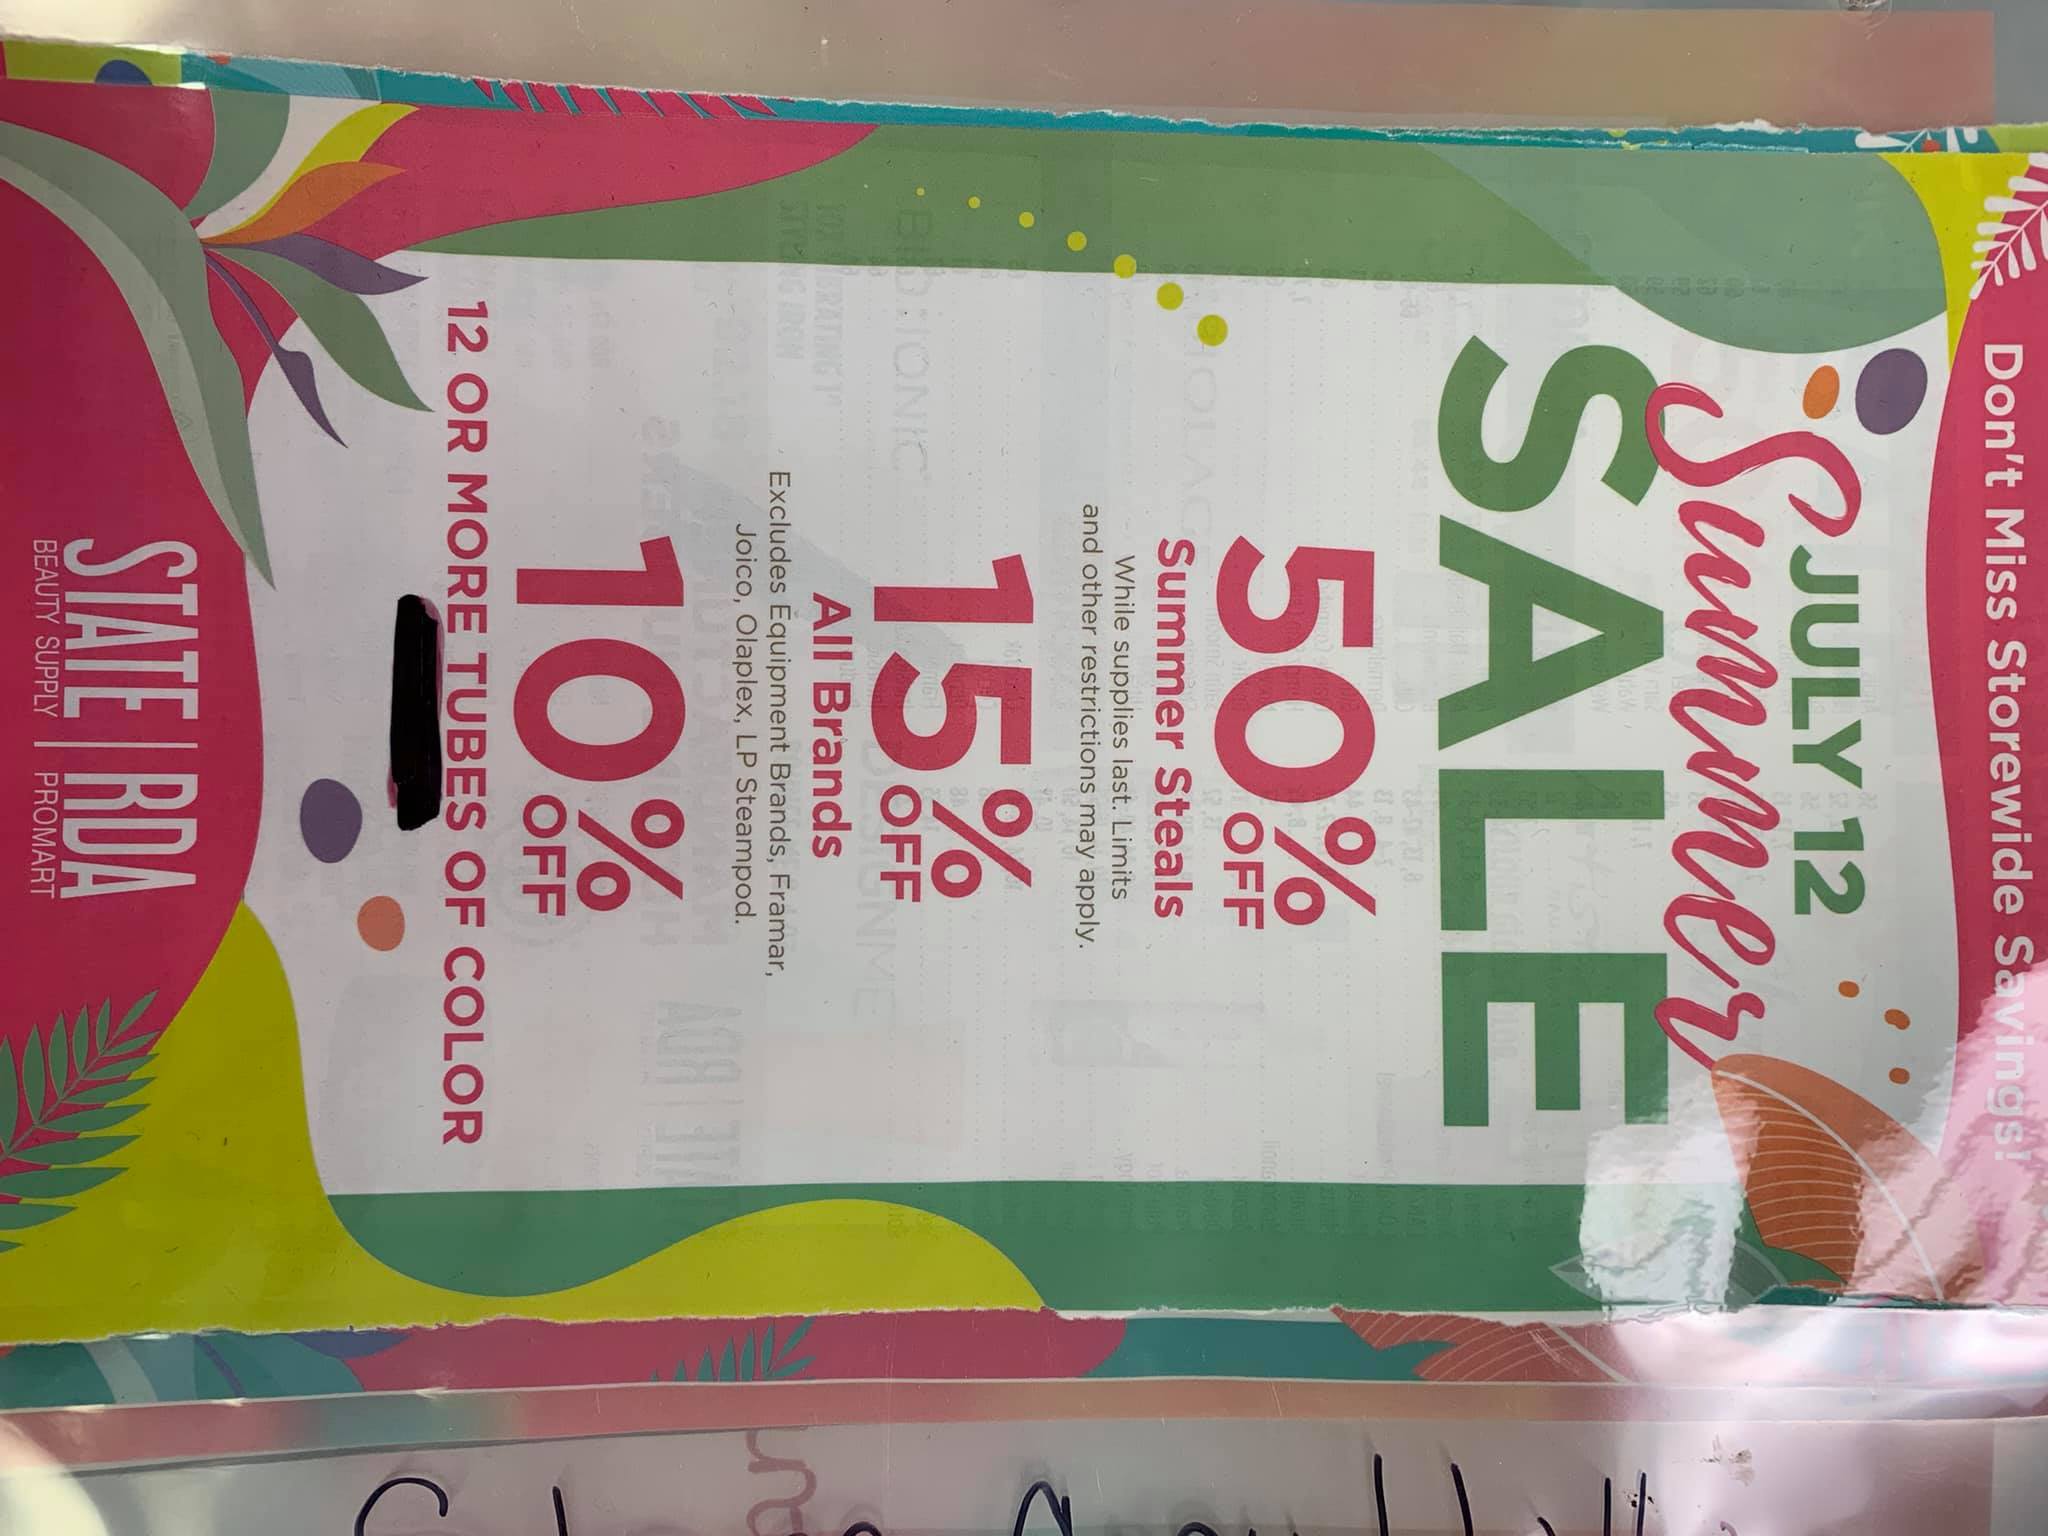 Don't Miss Storewide Savings!
JULY 12
Summer
SALE
50% OFF
Summer Steals
While supplies last. Limits
and other restrictions may apply.
15% OFF
All Brands
Excludes Equipment Brands, Framar,
Joico, Olaplex, LP Steampod.
10% OFF
12 OR MORE TUBES OF COLOR
STATE | RDA
BEAUTY SUPPLY | PROMART